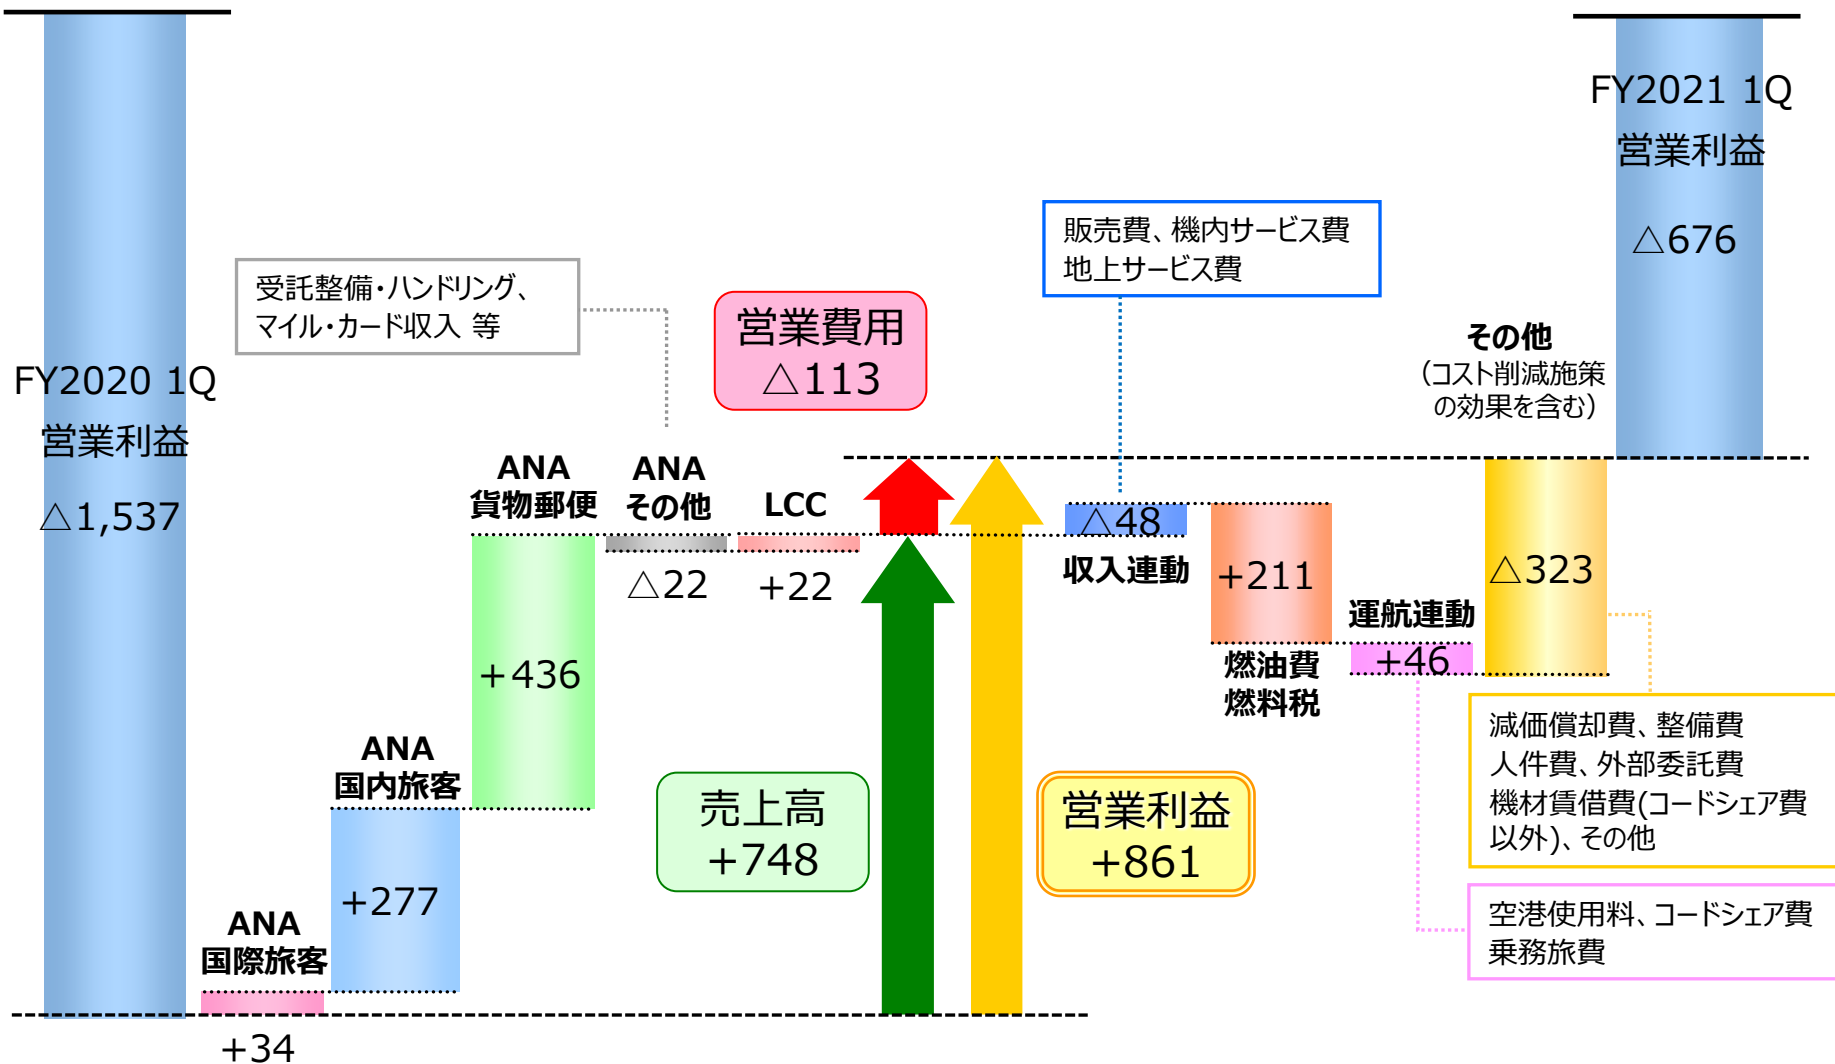 FY2020 1Q
営業利益
△1,537
ANA
国際旅客
+34
ANA
国内旅客
+277
ANA
貨物郵便
+436
受託整備・ハンドリング、
マイル・カード収入 等
ANA
その他
△22
LCC
+22
営業費用
△113
売上高
+748
営業利益
+861
販売費、機内サービス費
地上サービス費
△48
収入連動
+211
燃油費
燃料税
運航連動
+46
その他
（コスト削減施策
の効果を含む）
△323
減価償却費、整備費
人件費、外部委託費
機材賃借費(コードシェア費
以外)、その他
空港使用料、コードシェア費
乗務旅費
FY2021 1Q
営業利益
△676